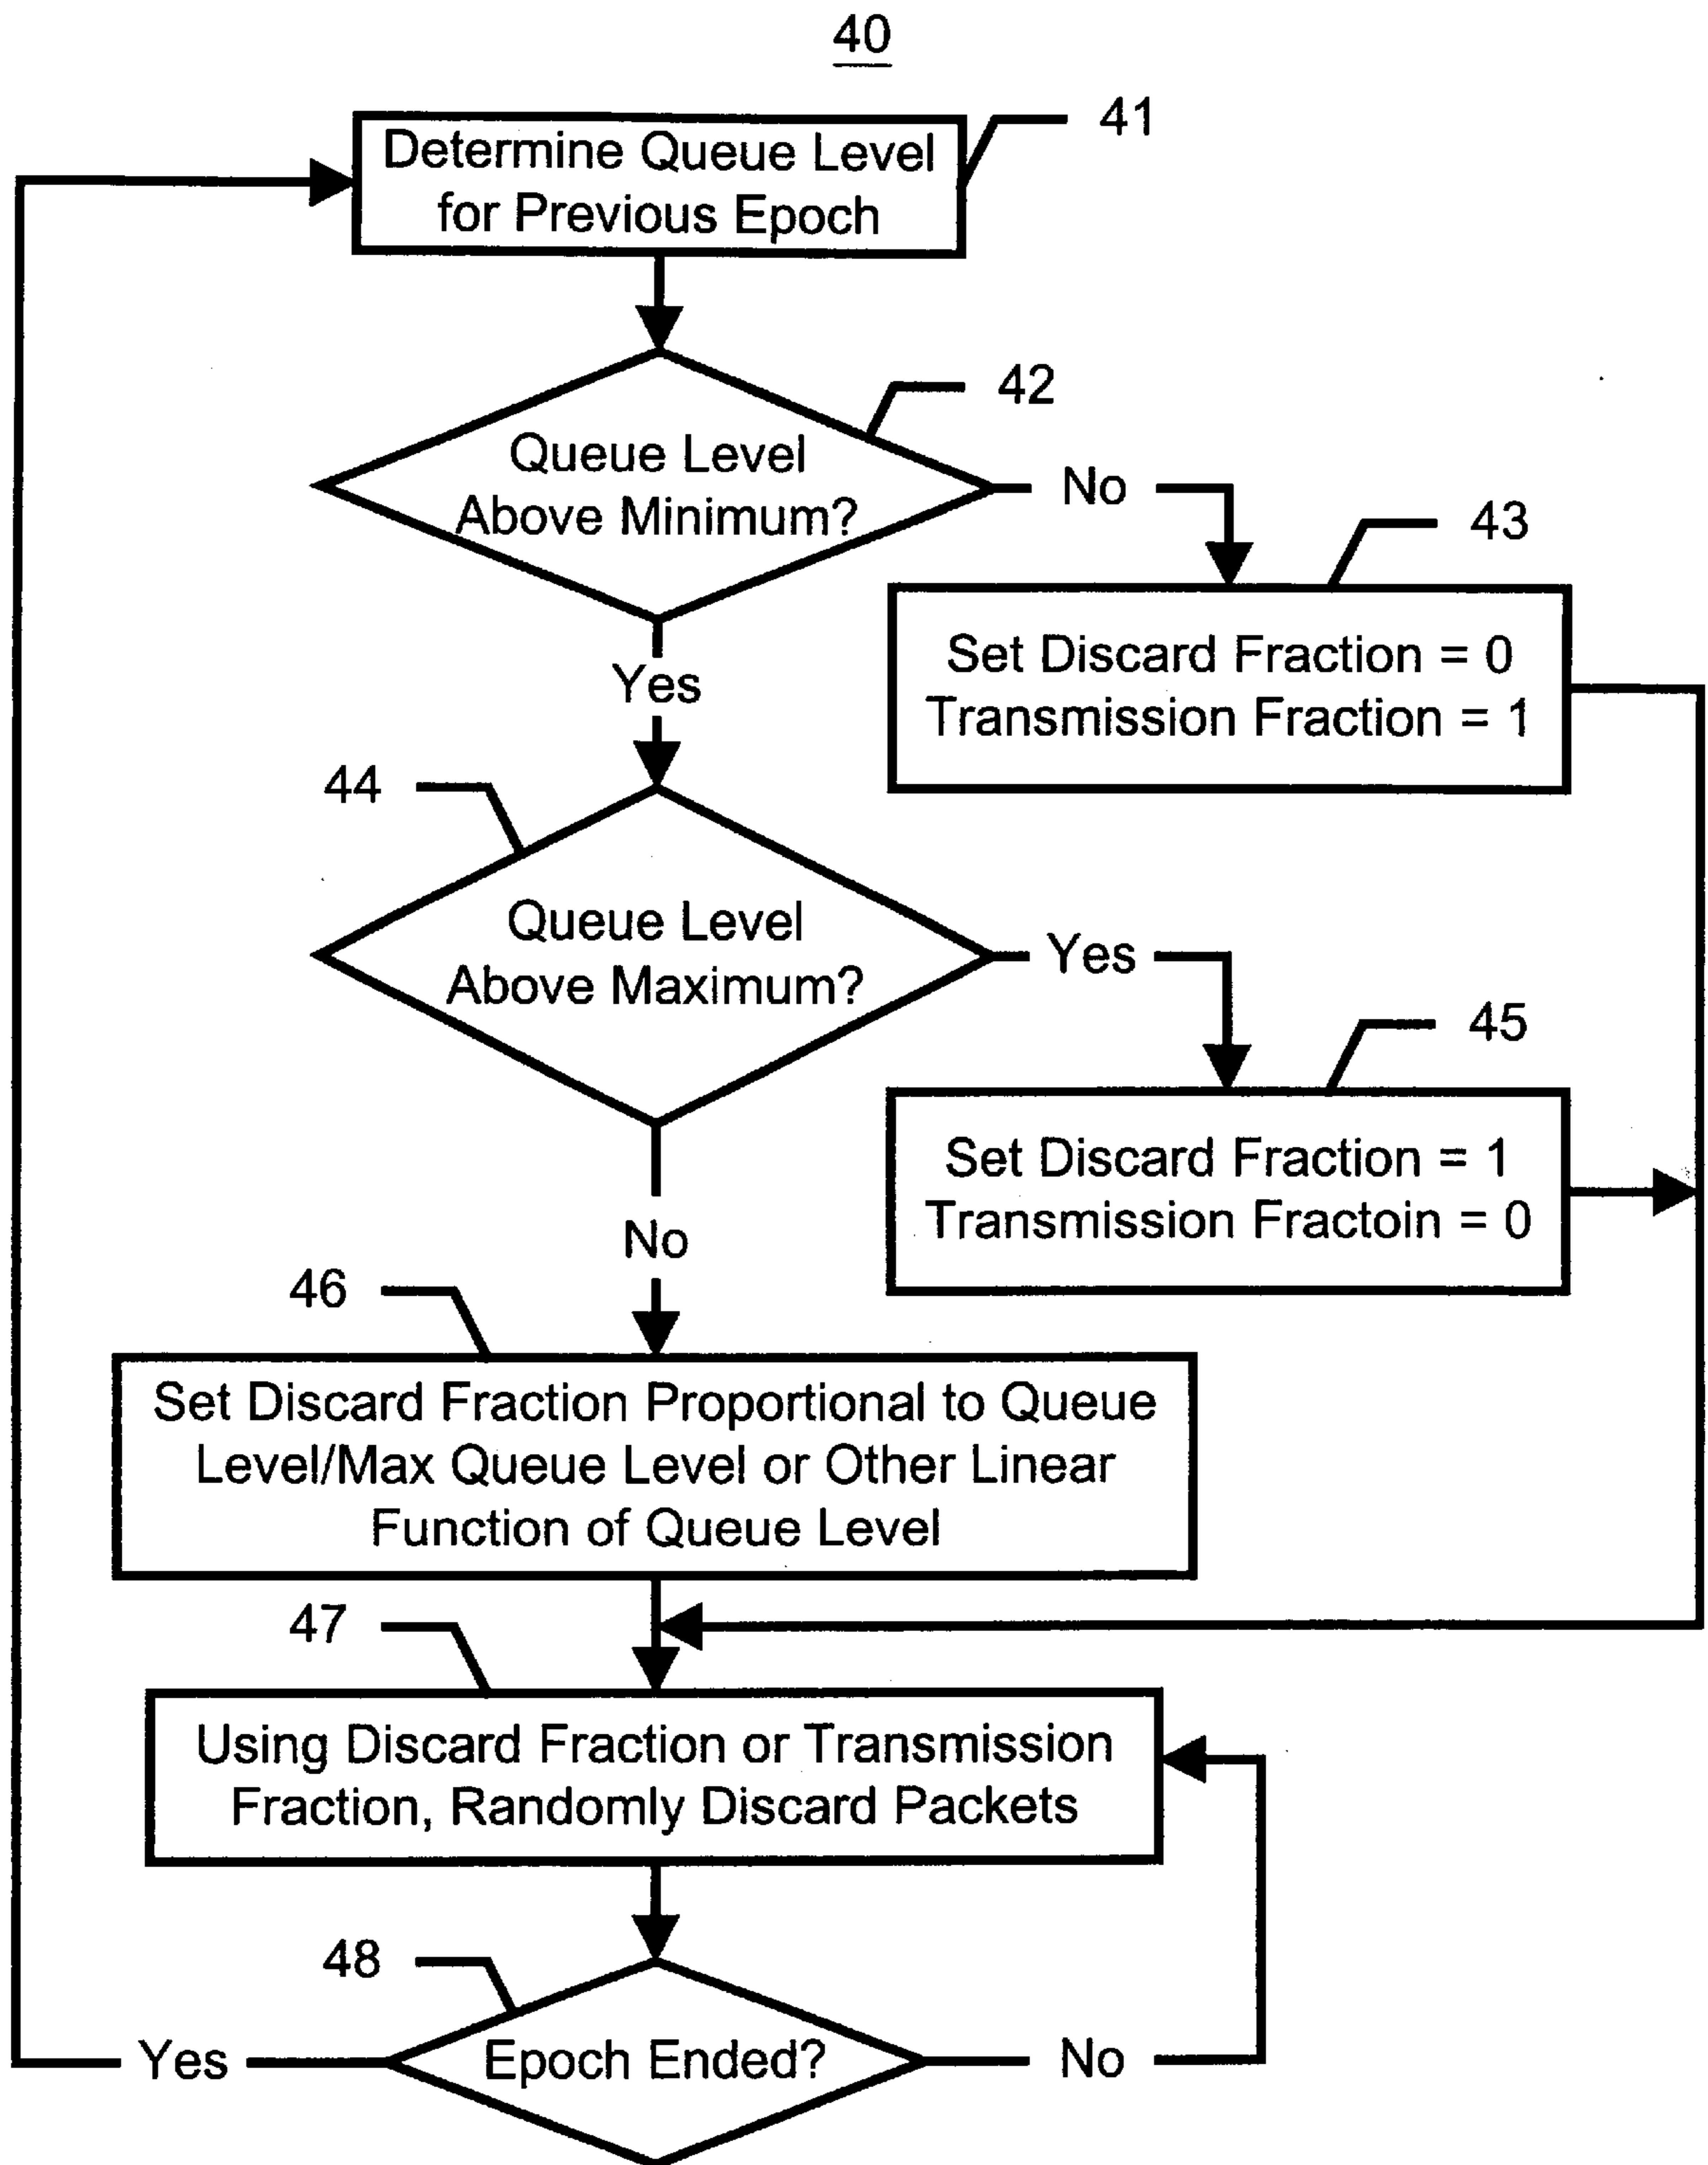 40
41
Determine Queue Level
for Previous Epoch
42
Queue Level
Above Minimum?
No
43
Set Discard Fraction = 0
Transmission Fraction = 1
Yes
44
Queue Level
Above Maximum?
Yes
45
Set Discard Fraction = 1
Transmission Fractoin = 0
No
46
Set Discard Fraction Proportional to Queue
Level/Max Queue Level or Other Linear
Function of Queue Level
47
Using Discard Fraction or Transmission
Fraction, Randomly Discard Packets
48
Yes
Epoch Ended?
No